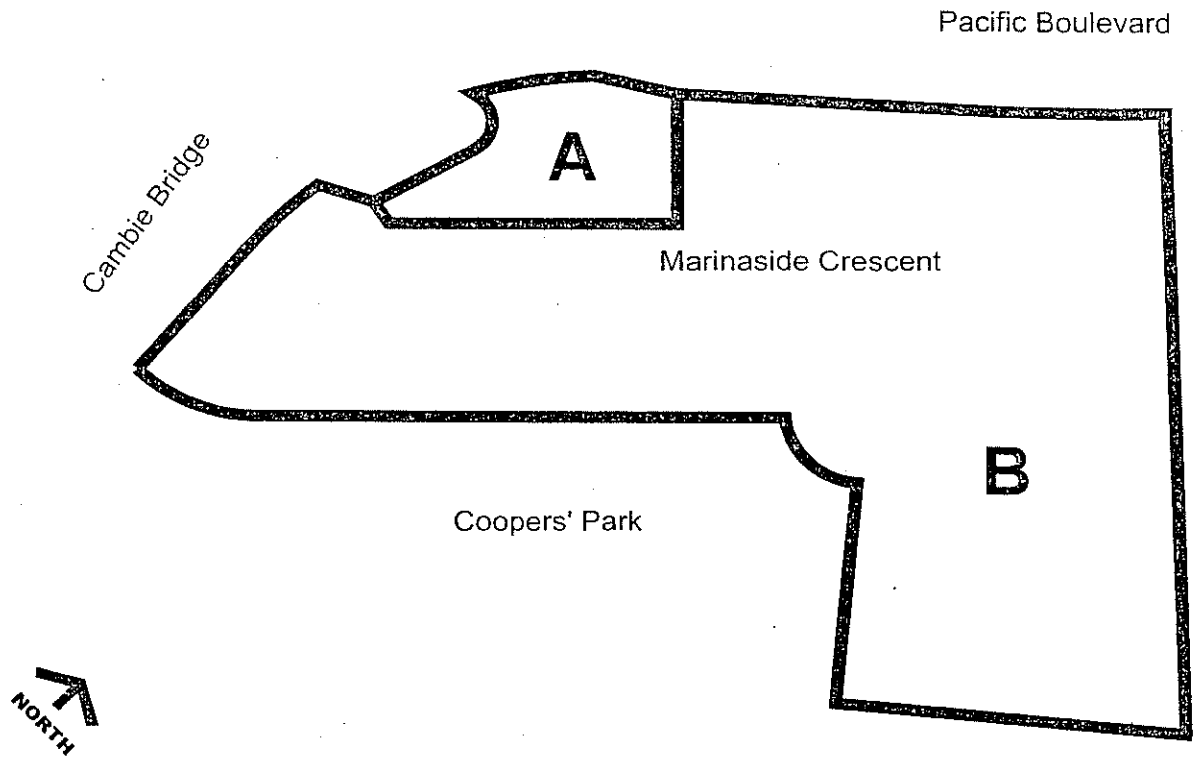 Pacific Boulevard
Cambie Bridge
A
Marinaside Crescent
B
Coopers' Park
NORTH